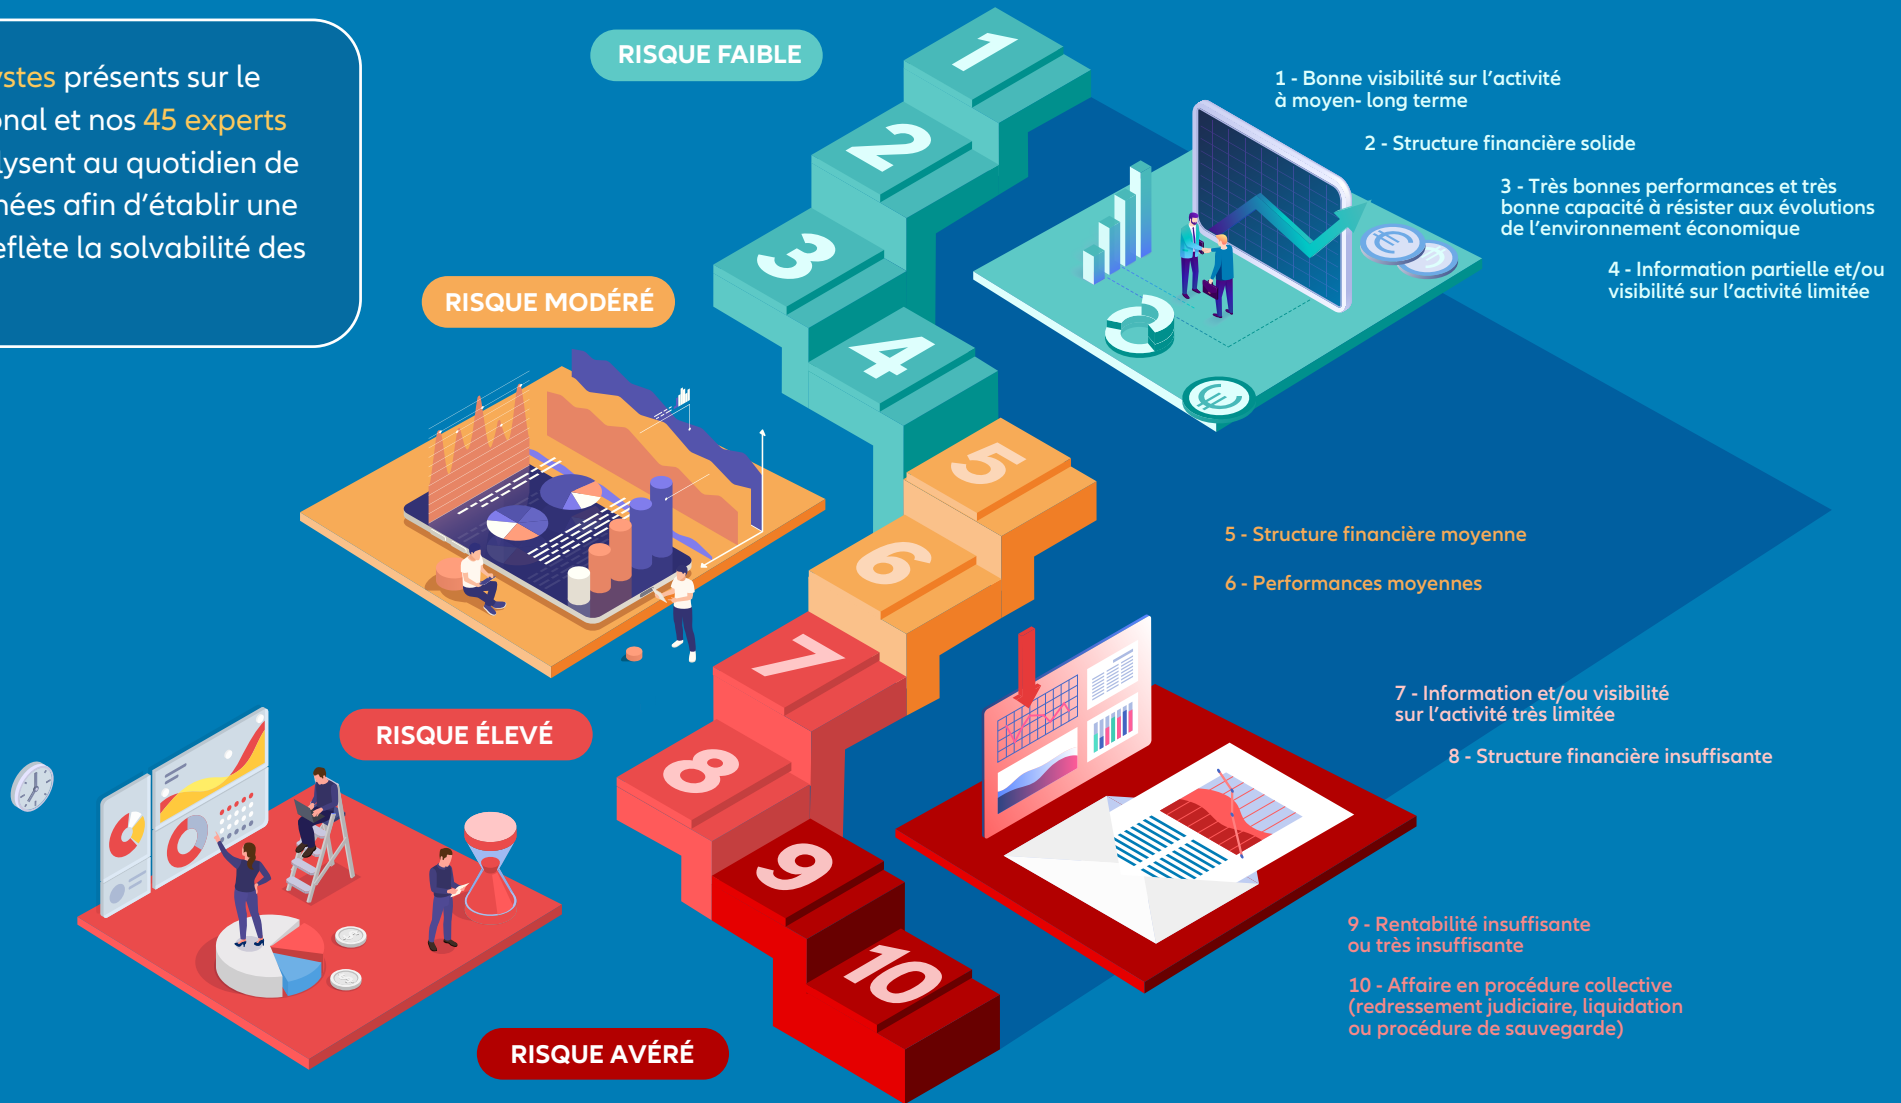 ystes présents sur le
onal et nos 45 experts
lysent au quotidien de
nées afin d'établir une
eflète la solvabilité des
RISQUE FAIBLE
1
2
3
4
1 - Bonne visibilité sur l'activité
à moyen- long terme
2 - Structure financière solide
3 - Très bonnes performances et très
bonne capacité à résister aux évolutions
de l'environnement économique
4 - Information partielle et/ou
visibilité sur l'activité limitée
RISQUE MODÉRÉ
5
6
5 - Structure financière moyenne
6 - Performances moyennes
RISQUE ÉLEVÉ
7
8
7 - Information et/ou visibilité
sur l'activité très limitée
8 - Structure financière insuffisante
RISQUE AVÉRÉ
9
10
9 - Rentabilité insuffisante
ou très insuffisante
10 - Affaire en procédure collective
(redressement judiciaire, liquidation
ou procédure de sauvegarde)